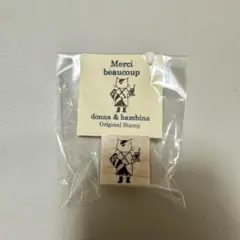 Merci
beaucoup
donna & bambina
Original Stamp